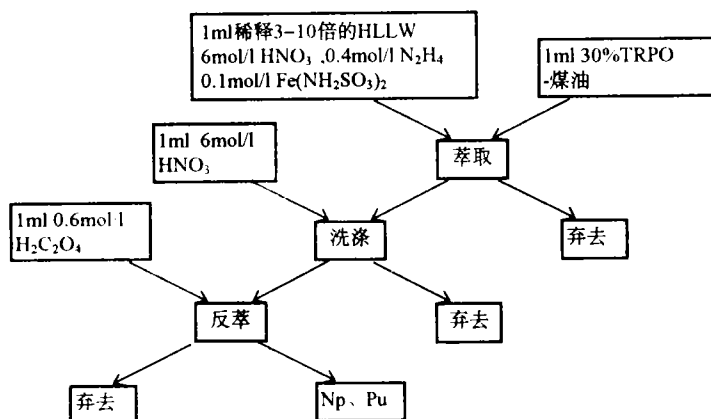 1ml稀释3-10倍的HLLW
6mol/l HNO₃ ,0.4mol/l N₂H₄
0.1mol/l Fe(NH₂SO₃)₂
1ml 30%TRPO
-煤油
1ml 6mol/l
HNO₃
萃取
1ml 0.6mol/l
H₂C₂O₄
洗涤
弃去
反萃
弃去
弃去
Np、Pu